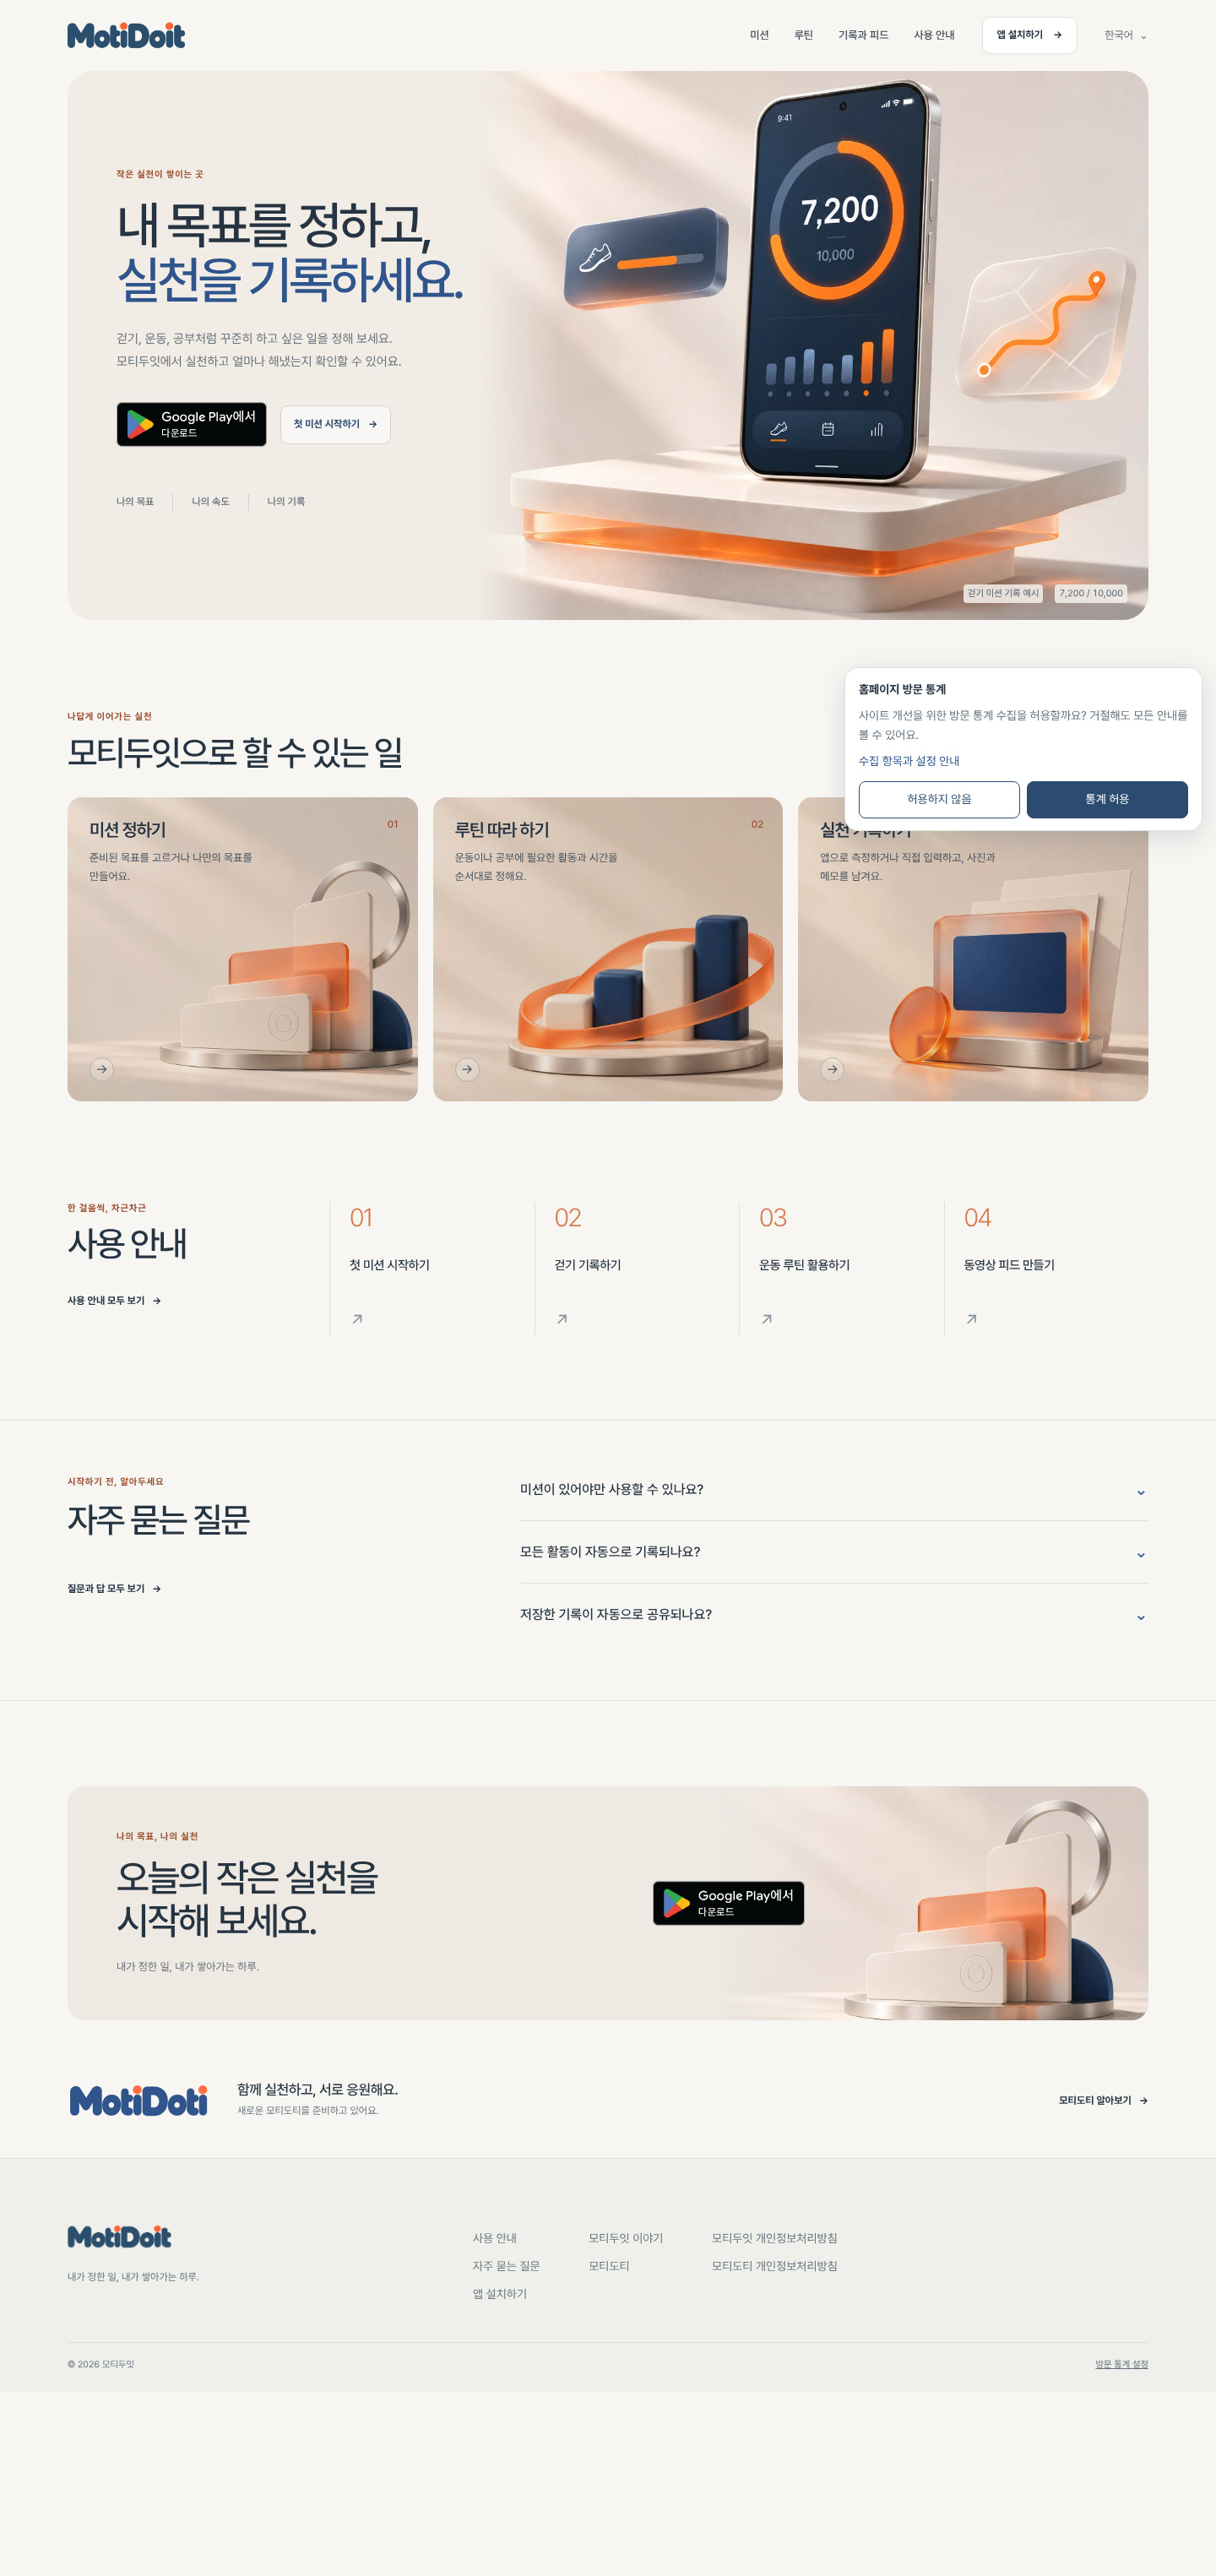 MotiDoit
미션
루틴
기록과 피드
사용 안내
앱 설치하기 →
한국어
작은 실천이 쌓이는 곳
내 목표를 정하고,
실천을 기록하세요.
걷기, 운동, 공부처럼 꾸준히 하고 싶은 일을 정해 보세요.
모티두잇에서 실천하고 얼마나 해냈는지 확인할 수 있어요.
Google Play에서
다운로드
첫 미션 시작하기 →
나의 목표
나의 속도
나의 기록
9:41
7,200
10,000
걷기 미션 기록 예시
7,200 / 10,000
홈페이지 방문 통계
사이트 개선을 위한 방문 통계 수집을 허용할까요? 거절해도 모든 안내를
볼 수 있어요.
수집 항목과 설정 안내
허용하지 않음
통계 허용
나답게 이어가는 실천
모티두잇으로 할 수 있는 일
미션 정하기
01
준비된 목표를 고르거나 나만의 목표를
만들어요.
→
루틴 따라 하기
02
운동이나 공부에 필요한 활동과 시간을
순서대로 정해요.
→
실천 기록하기
앱으로 측정하거나 직접 입력하고, 사진과
메모를 남겨요.
→
한 걸음씩, 차근차근
사용 안내
사용 안내 모두 보기 →
01
첫 미션 시작하기
↗
02
걷기 기록하기
↗
03
운동 루틴 활용하기
↗
04
동영상 피드 만들기
↗
시작하기 전, 알아두세요
자주 묻는 질문
질문과 답 모두 보기 →
미션이 있어야만 사용할 수 있나요?
모든 활동이 자동으로 기록되나요?
저장한 기록이 자동으로 공유되나요?
나의 목표, 나의 실천
오늘의 작은 실천을
시작해 보세요.
내가 정한 일, 내가 쌓아가는 하루.
Google Play에서
다운로드
MotiDoti
함께 실천하고, 서로 응원해요.
새로운 모티도티를 준비하고 있어요.
모티도티 알아보기 →
MotiDoit
내가 정한 일, 내가 쌓아가는 하루.
사용 안내
자주 묻는 질문
앱 설치하기
모티두잇 이야기
모티도티
모티두잇 개인정보처리방침
모티도티 개인정보처리방침
© 2026 모티두잇
방문 통계 설정